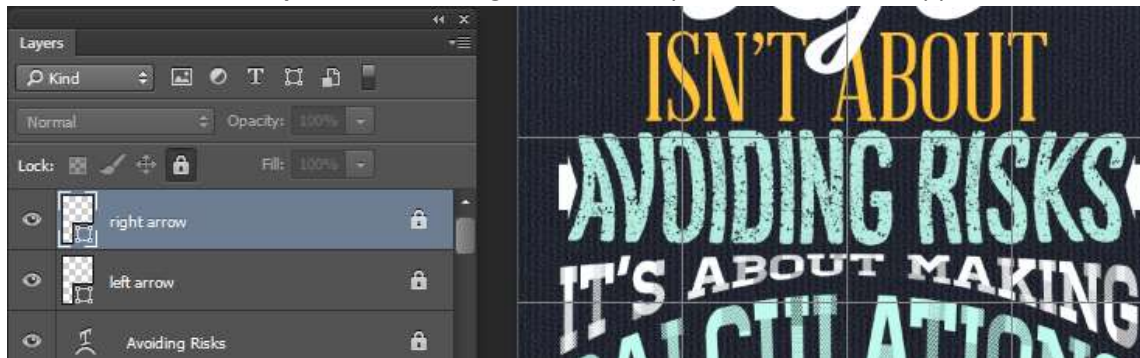 Layers
Kind
Normal Opacity: 100%
Lock: Fill: 100%
right arrow
left arrow
Avoiding Risks
ISN'T ABOUT
AVOIDING RISKS
IT'S ABOUT MAKING
CALCULATION